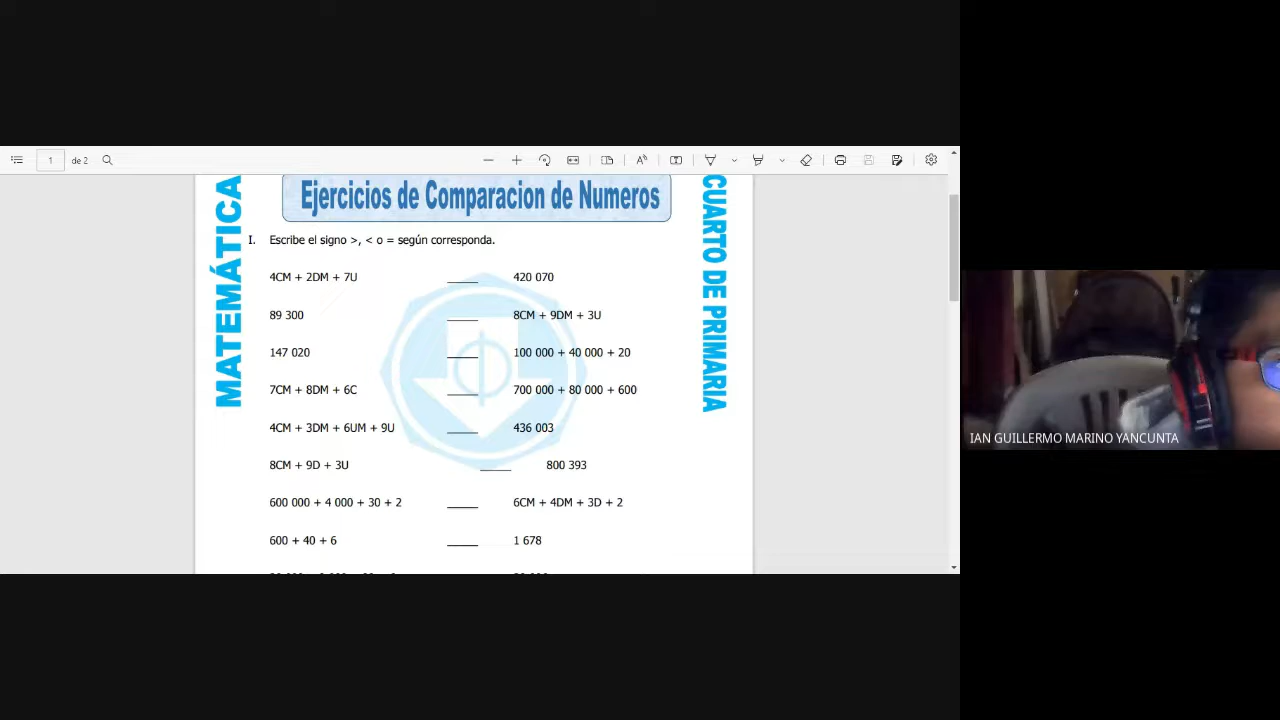 1 de 2
Ejercicios de Comparacion de Numeros
MATEMÁTICA
CUARTO DE PRIMARIA
I. Escribe el signo >, < o = según corresponda.
4CM + 2DM + 7U _____ 420 070
89 300 _____ 8CM + 9DM + 3U
147 020 _____ 100 000 + 40 000 + 20
7CM + 8DM + 6C _____ 700 000 + 80 000 + 600
4CM + 3DM + 6UM + 9U _____ 436 003
8CM + 9D + 3U _____ 800 393
600 000 + 4 000 + 30 + 2 _____ 6CM + 4DM + 3D + 2
600 + 40 + 6 _____ 1 678
IAN GUILLERMO MARINO YANCUNTA